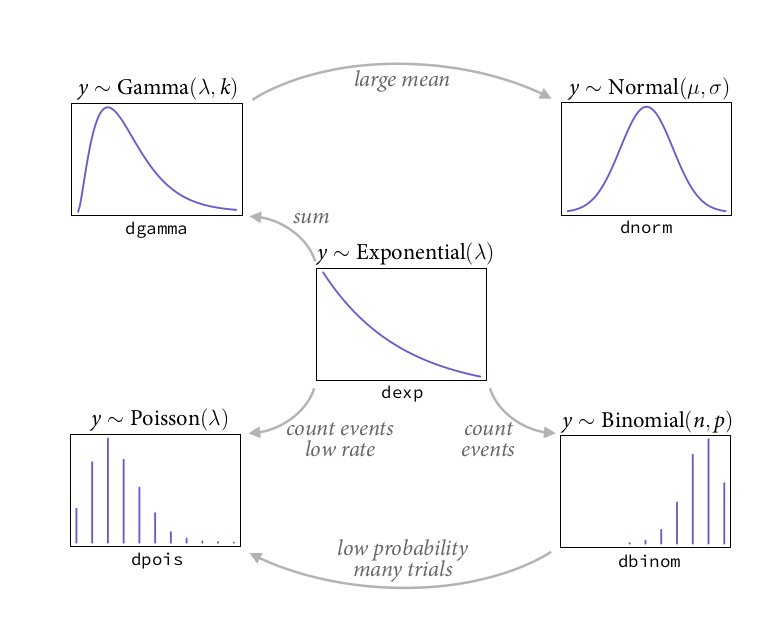 y ∼ Gamma(λ, k)
large mean
y ∼ Normal(μ, σ)
dgamma
dnorm
sum
y ∼ Exponential(λ)
dexp
y ∼ Poisson(λ)
count events
low rate
count
events
y ∼ Binomial(n, p)
dpois
dbinom
low probability
many trials